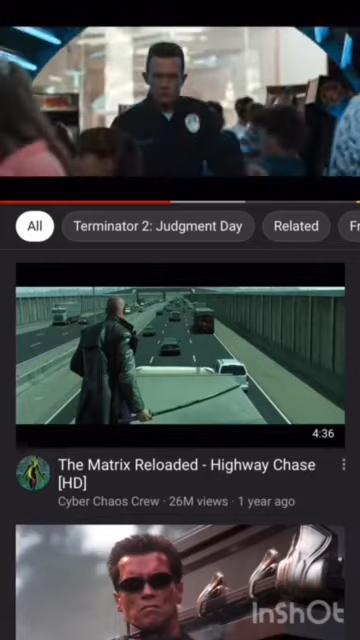 All
Terminator 2: Judgment Day
Related
Fr
4:36
The Matrix Reloaded - Highway Chase
[HD]
Cyber Chaos Crew · 26M views · 1 year ago
InShOt